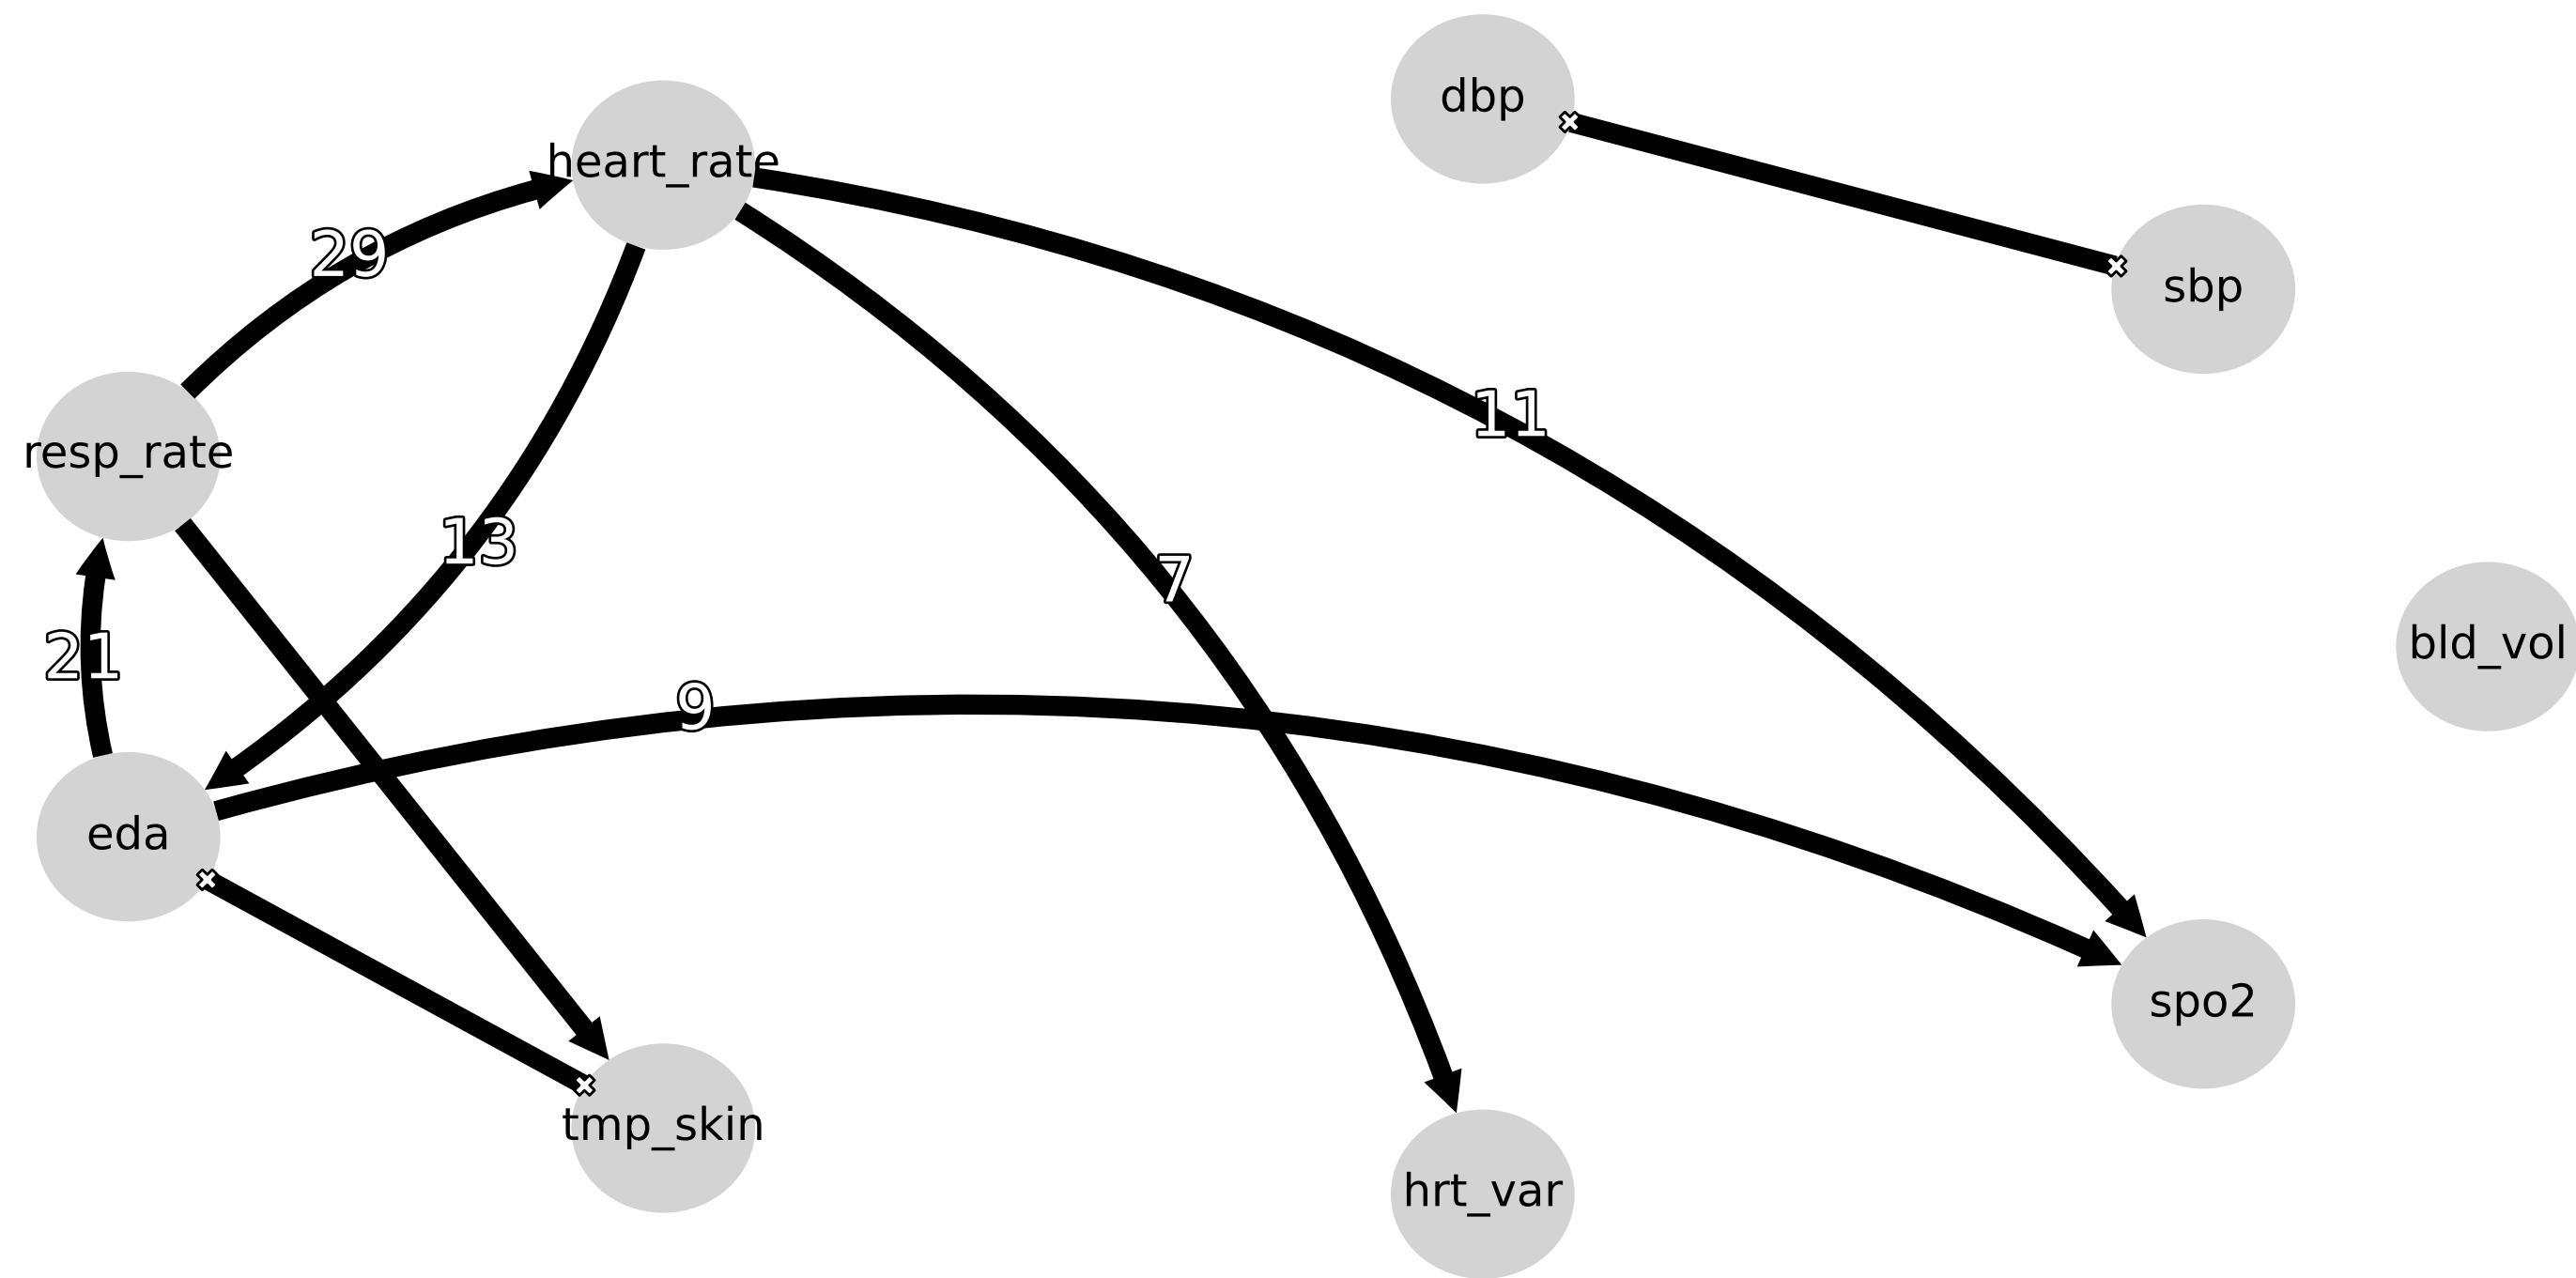 dbp
heart_rate
29
sbp
11
resp_rate
13
7
21
bld_vol
9
eda
spo2
tmp_skin
hrt_var